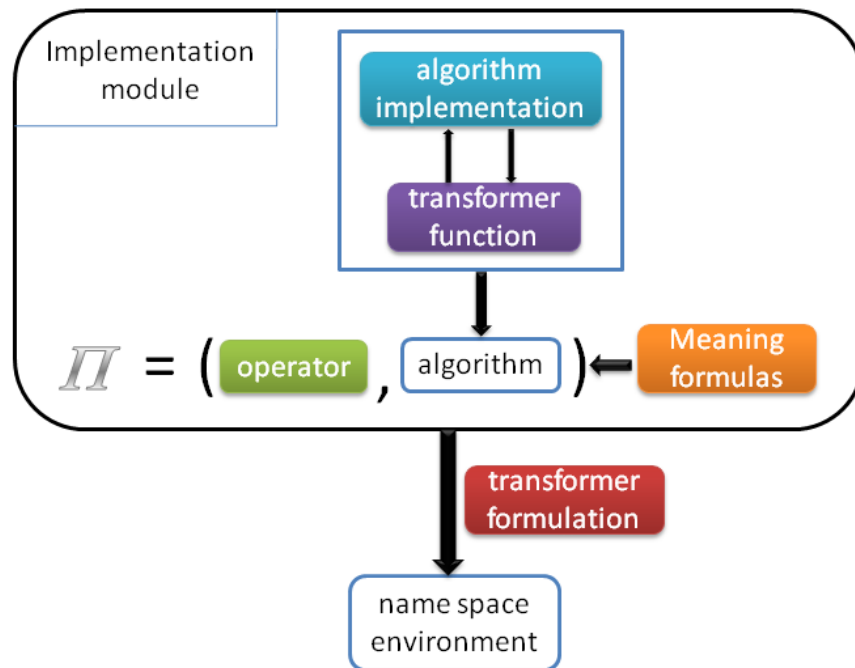 Implementation
module
algorithm
implementation
transformer
function
Π = ( operator , algorithm )
Meaning
formulas
transformer
formulation
name space
environment